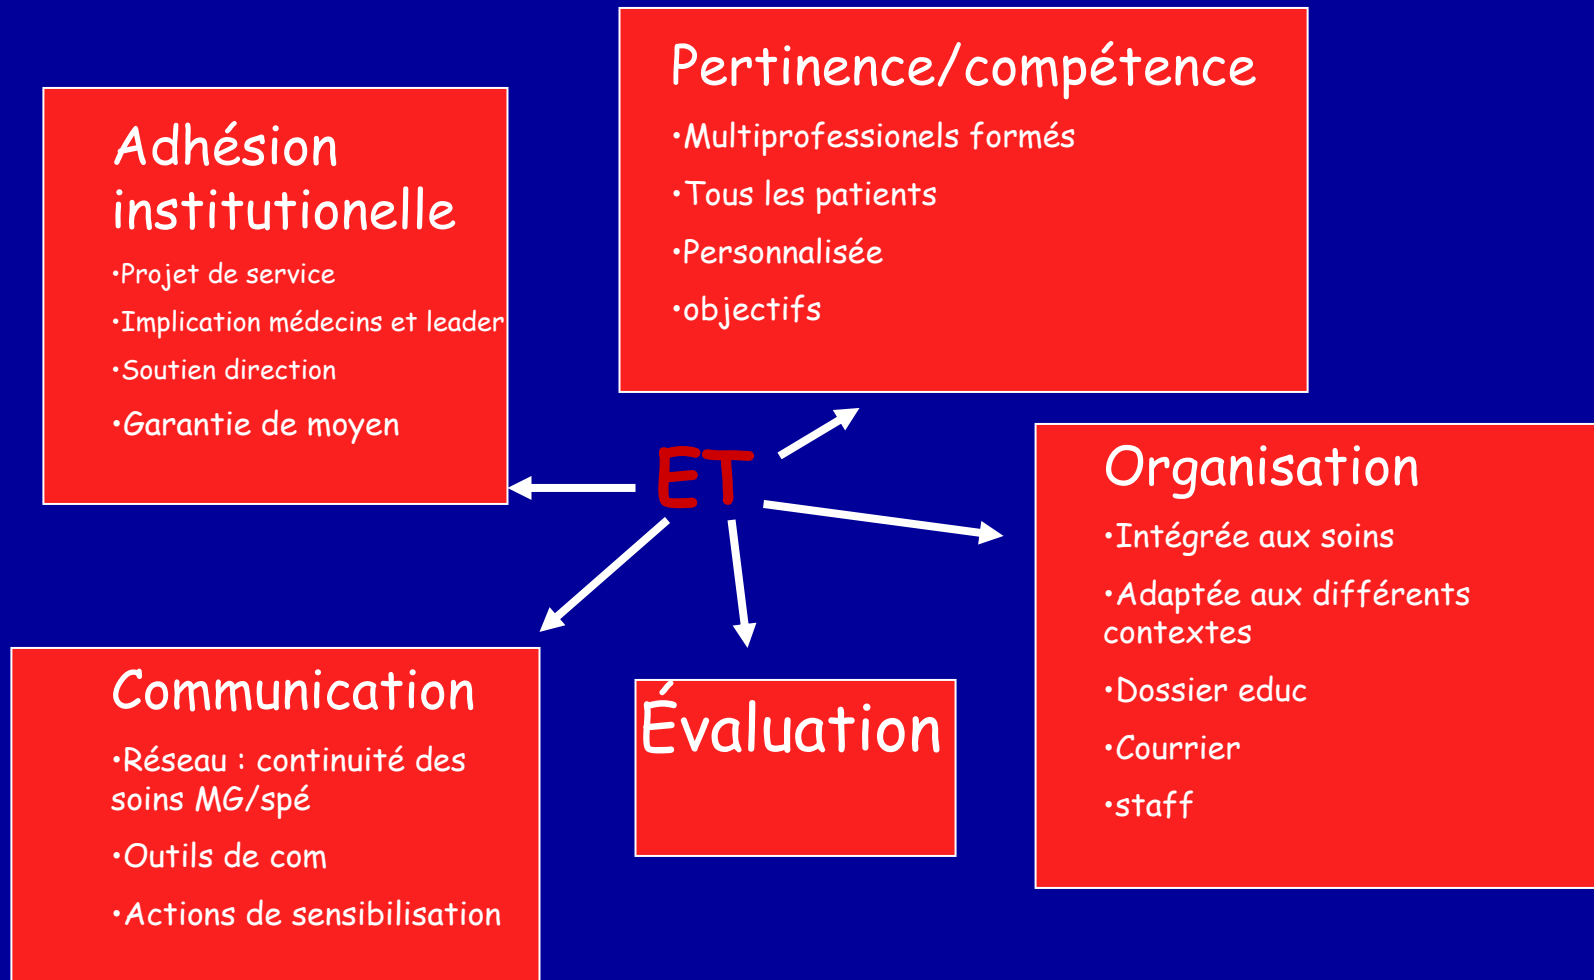 Adhésion
institutionelle
•Projet de service
•Implication médecins et leader
•Soutien direction
•Garantie de moyen
Pertinence/compétence
•Multiprofessionels formés
•Tous les patients
•Personnalisée
•objectifs
ET
Organisation
•Intégrée aux soins
•Adaptée aux différents
contextes
•Dossier educ
•Courrier
•staff
Communication
•Réseau : continuité des
soins MG/spé
•Outils de com
•Actions de sensibilisation
Évaluation